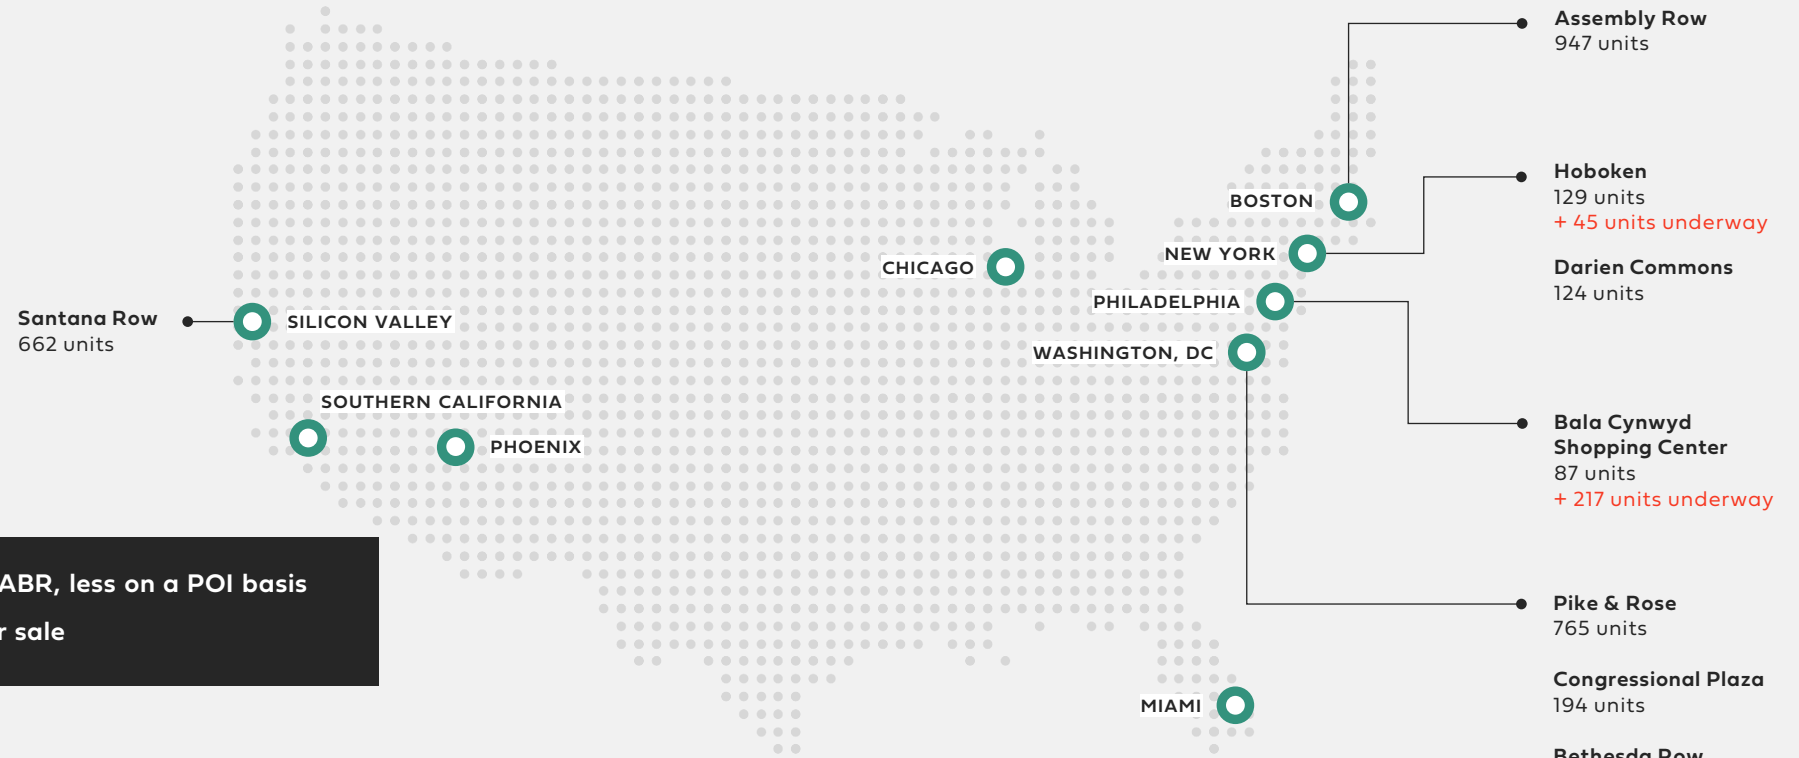 Assembly Row
947 units
Hoboken
129 units
+ 45 units underway
Darien Commons
124 units
BOSTON
NEW YORK
CHICAGO
PHILADELPHIA
Santana Row
662 units
SILICON VALLEY
WASHINGTON, DC
SOUTHERN CALIFORNIA
PHOENIX
Bala Cynwyd
Shopping Center
87 units
+ 217 units underway
ABR, less on a POI basis
r sale
Pike & Rose
765 units
Congressional Plaza
194 units
MIAMI
Bethesda Row